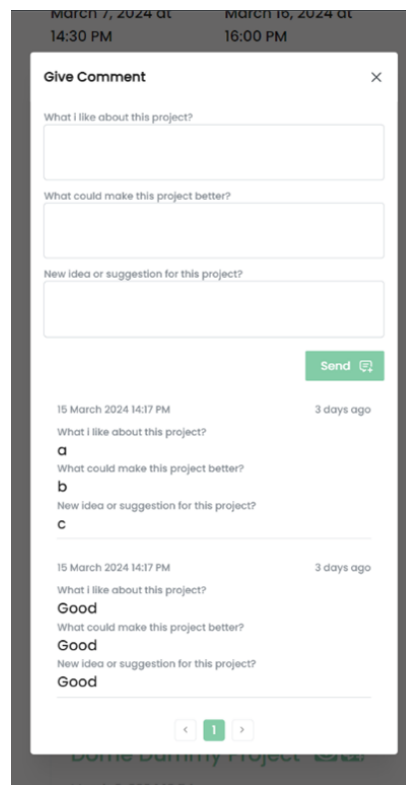 March 7, 2024 at March 16, 2024 at
14:30 PM 16:00 PM
Give Comment
What i like about this project?
What could make this project better?
New idea or suggestion for this project?
Send
15 March 2024 14:17 PM 3 days ago
What i like about this project?
a
What could make this project better?
b
New idea or suggestion for this project?
c
15 March 2024 14:17 PM 3 days ago
What i like about this project?
Good
What could make this project better?
Good
New idea or suggestion for this project?
Good
< 1 >
Dome Dummy Project